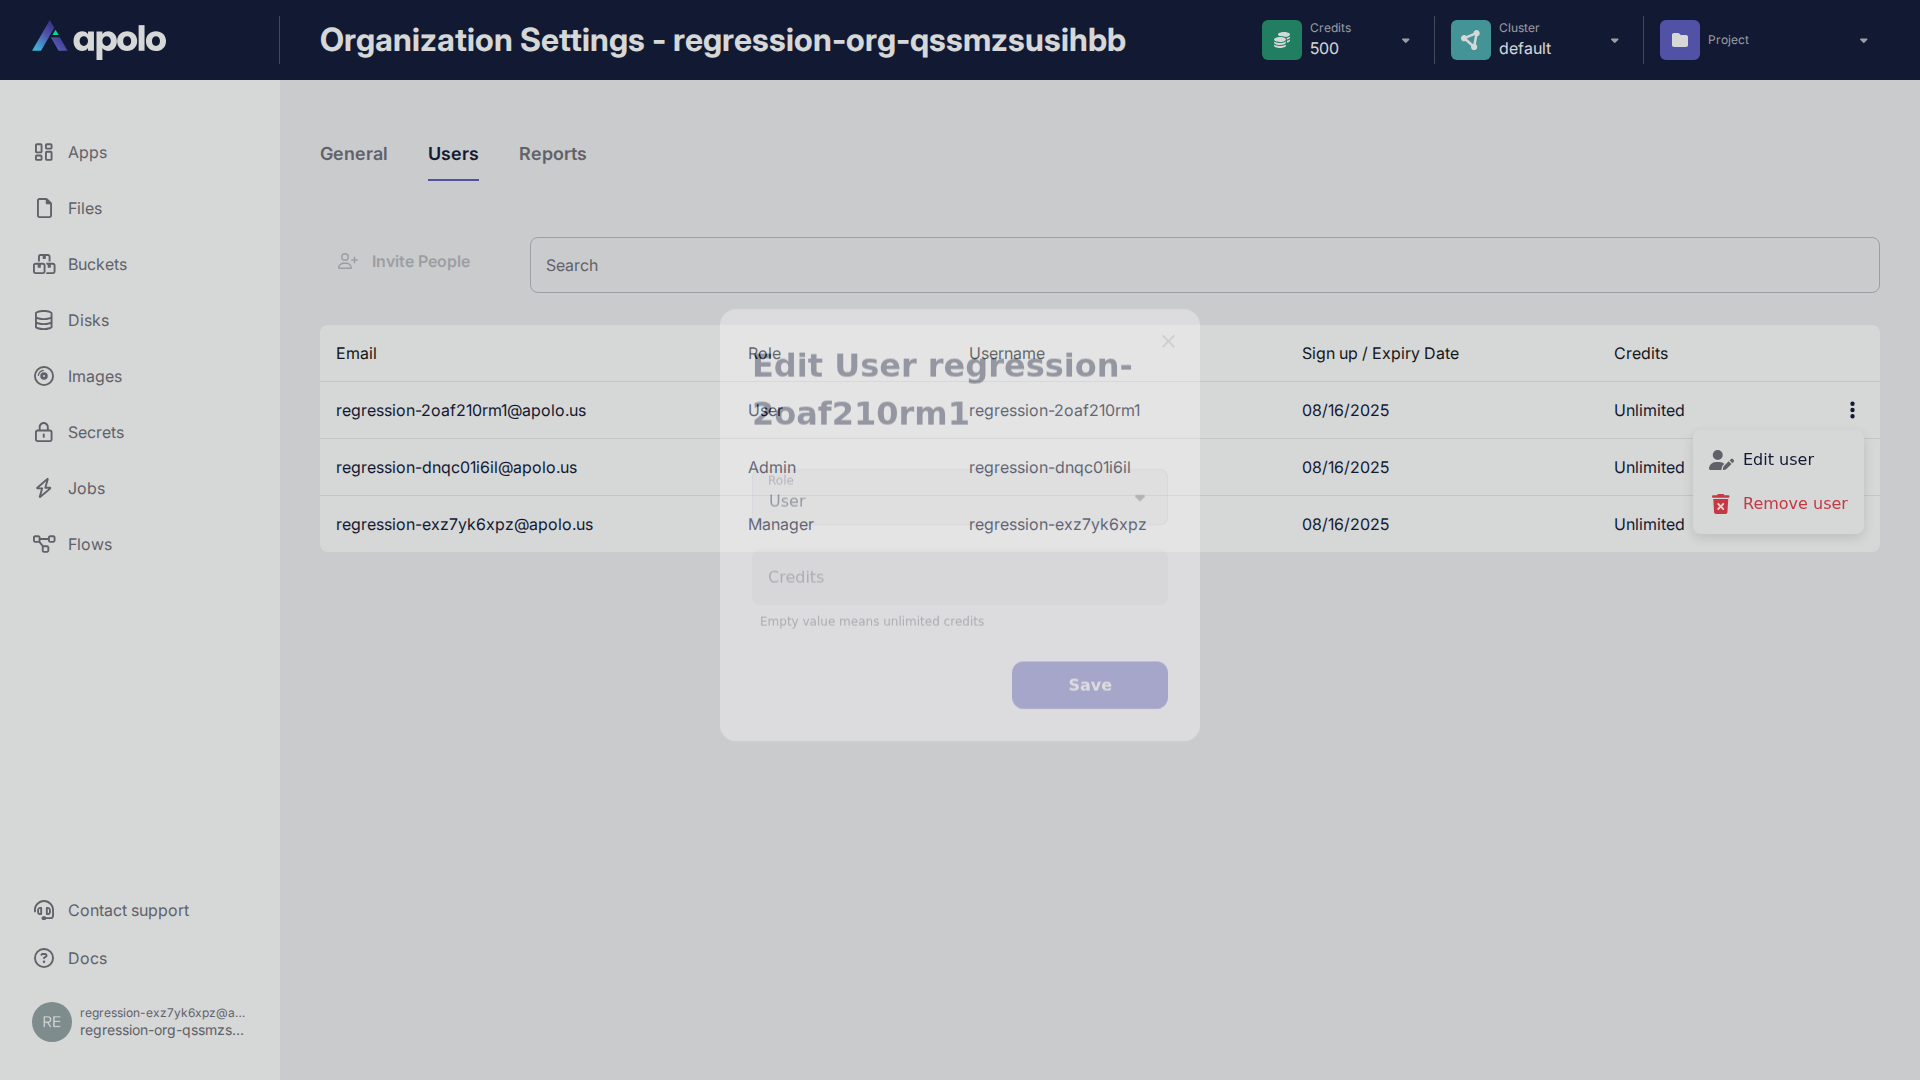 apolo
Organization Settings - regression-org-qssmzsusihbb
Credits
500
Cluster
default
Project
Apps
Files
Buckets
Disks
Images
Secrets
Jobs
Flows
Contact support
Docs
RE
regression-exz7yk6xpz@a...
regression-org-qssmzs...
General
Users
Reports
Invite People
Search
Email Role Username Sign up / Expiry Date Credits
regression-2oaf210rm1@apolo.us User regression-2oaf210rm1 08/16/2025 Unlimited
regression-dnqc01i6il@apolo.us Admin regression-dnqc01i6il 08/16/2025 Unlimited
regression-exz7yk6xpz@apolo.us Manager regression-exz7yk6xpz 08/16/2025 Unlimited
Edit user
Remove user
Edit User regression-
2oaf210rm1
Role
User
Credits
Empty value means unlimited credits
Save